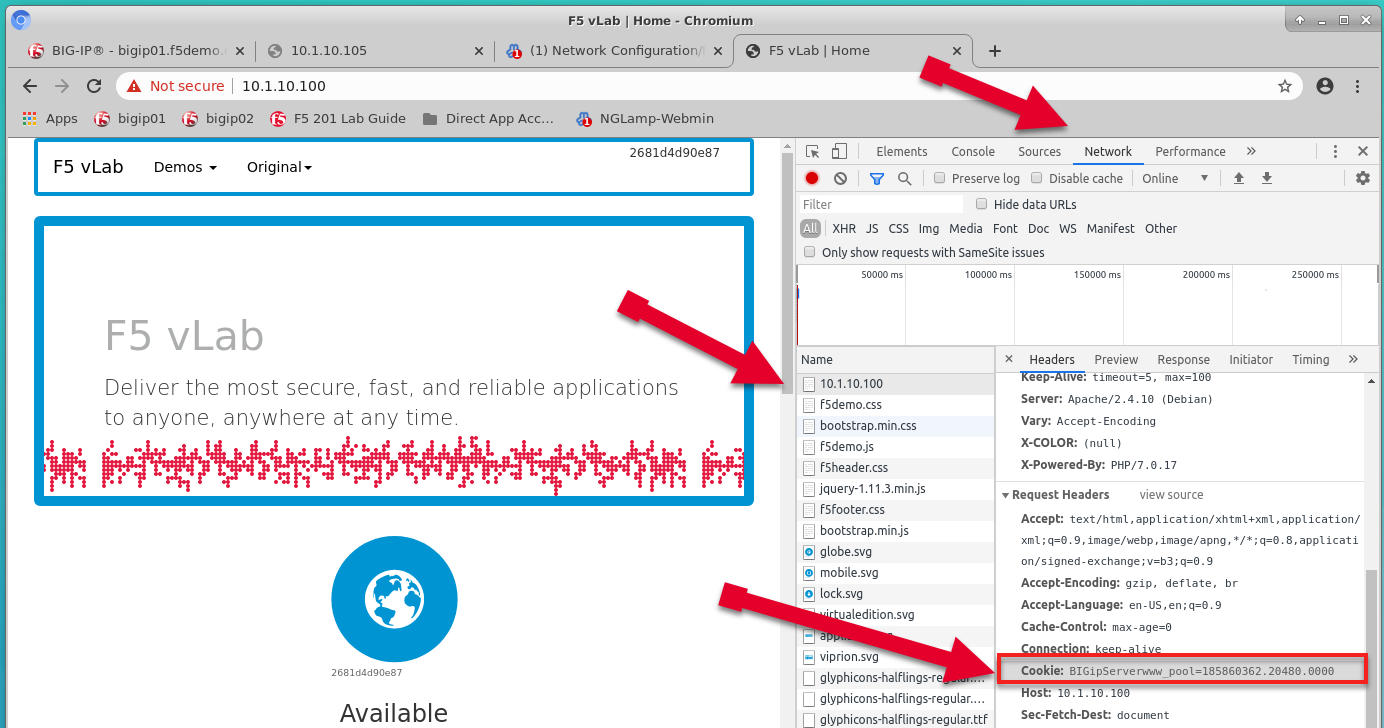 F5 vLab | Home - Chromium
BIG-IP® - bigip01.f5demo.
10.1.10.105
(1) Network Configuration/
F5 vLab | Home
Not secure
10.1.10.100
Apps
bigip01
bigip02
F5 201 Lab Guide
Direct App Acc...
NGLamp-Webmin
F5 vLab
Demos
Original
2681d4d90e87
F5 vLab
Deliver the most secure, fast, and reliable applications
to anyone, anywhere at any time.
2681d4d90e87
Available
Elements
Console
Sources
Network
Performance
»
Preserve log
Disable cache
Online
Filter
Hide data URLs
All
XHR
JS
CSS
Img
Media
Font
Doc
WS
Manifest
Other
Only show requests with SameSite issues
50000 ms
100000 ms
150000 ms
200000 ms
250000 ms
Name
10.1.10.100
f5demo.css
bootstrap.min.css
f5demo.js
f5header.css
jquery-1.11.3.min.js
f5footer.css
bootstrap.min.js
globe.svg
mobile.svg
lock.svg
virtualedition.svg
viprion.svg
glyphicons-halflings-regular....
glyphicons-halflings-regular....
glyphicons-halflings-regular.ttf
Headers
Preview
Response
Initiator
Timing
»
Keep-Alive: timeout=5, max=100
Server: Apache/2.4.10 (Debian)
Vary: Accept-Encoding
X-COLOR: (null)
X-Powered-By: PHP/7.0.17
Request Headers
view source
Accept: text/html,application/xhtml+xml,application/
xml;q=0.9,image/webp,image/apng,*/*;q=0.8,applicati
on/signed-exchange;v=b3;q=0.9
Accept-Encoding: gzip, deflate, br
Accept-Language: en-US,en;q=0.9
Cache-Control: max-age=0
Connection: keep-alive
Cookie: BIGipServerwww_pool=185860362.20480.0000
Host: 10.1.10.100
Sec-Fetch-Dest: document